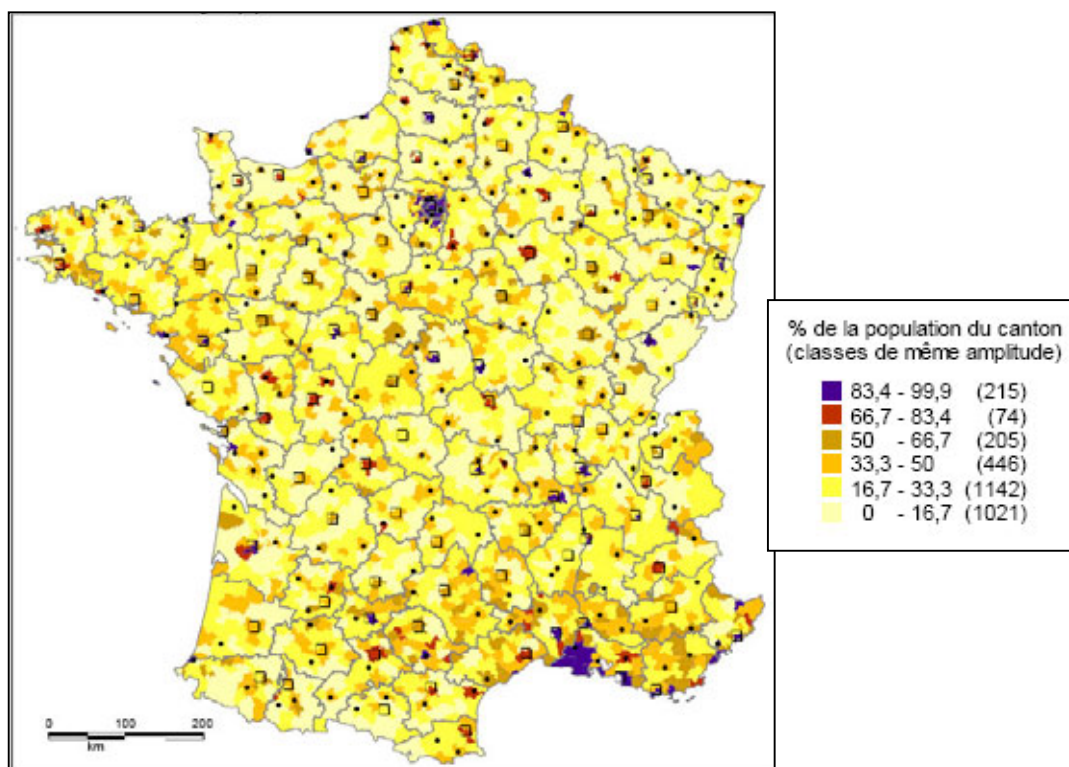 % de la population du canton
(classes de même amplitude)
83,4 - 99,9 (215)
66,7 - 83,4 (74)
50 - 66,7 (205)
33,3 - 50 (446)
16,7 - 33,3 (1142)
0 - 16,7 (1021)
0 100 200
km